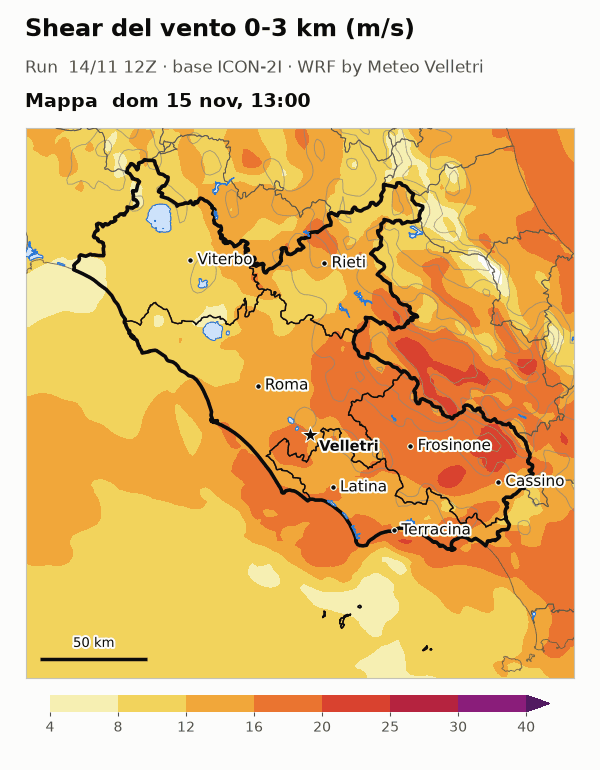 Shear del vento 0-3 km (m/s)
Run  14/11 12Z · base ICON-2I · WRF by Meteo Velletri
Mappa  dom 15 nov, 13:00
Viterbo
Rieti
Roma
Velletri
Frosinone
Cassino
Latina
Terracina
50 km
4 8 12 16 20 25 30 40